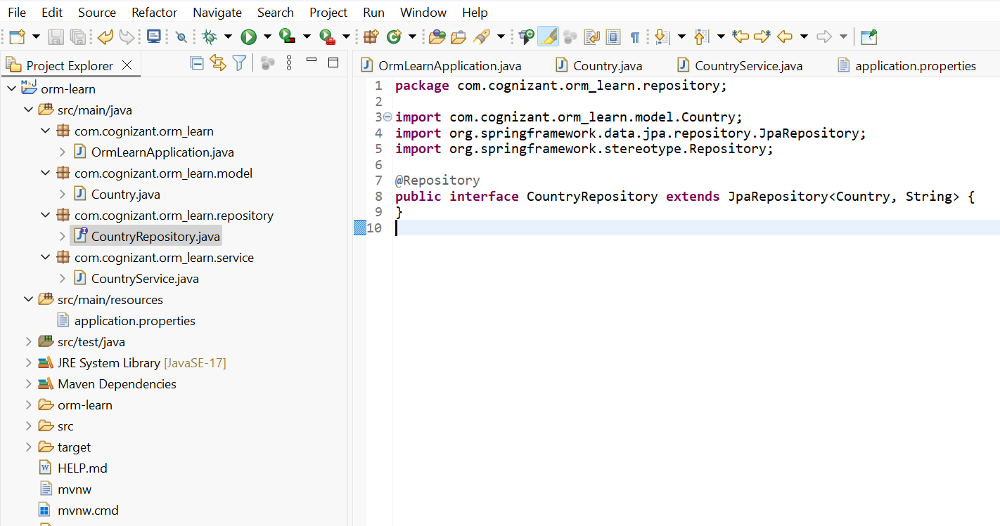 File Edit Source Refactor Navigate Search Project Run Window Help
Project Explorer
orm-learn
src/main/java
com.cognizant.orm_learn
OrmLearnApplication.java
com.cognizant.orm_learn.model
Country.java
com.cognizant.orm_learn.repository
CountryRepository.java
com.cognizant.orm_learn.service
CountryService.java
src/main/resources
application.properties
src/test/java
JRE System Library [JavaSE-17]
Maven Dependencies
orm-learn
src
target
HELP.md
mvnw
mvnw.cmd
OrmLearnApplication.java Country.java CountryService.java application.properties
1 package com.cognizant.orm_learn.repository;
2
3 import com.cognizant.orm_learn.model.Country;
4 import org.springframework.data.jpa.repository.JpaRepository;
5 import org.springframework.stereotype.Repository;
6
7 @Repository
8 public interface CountryRepository extends JpaRepository<Country, String> {
9 }
10